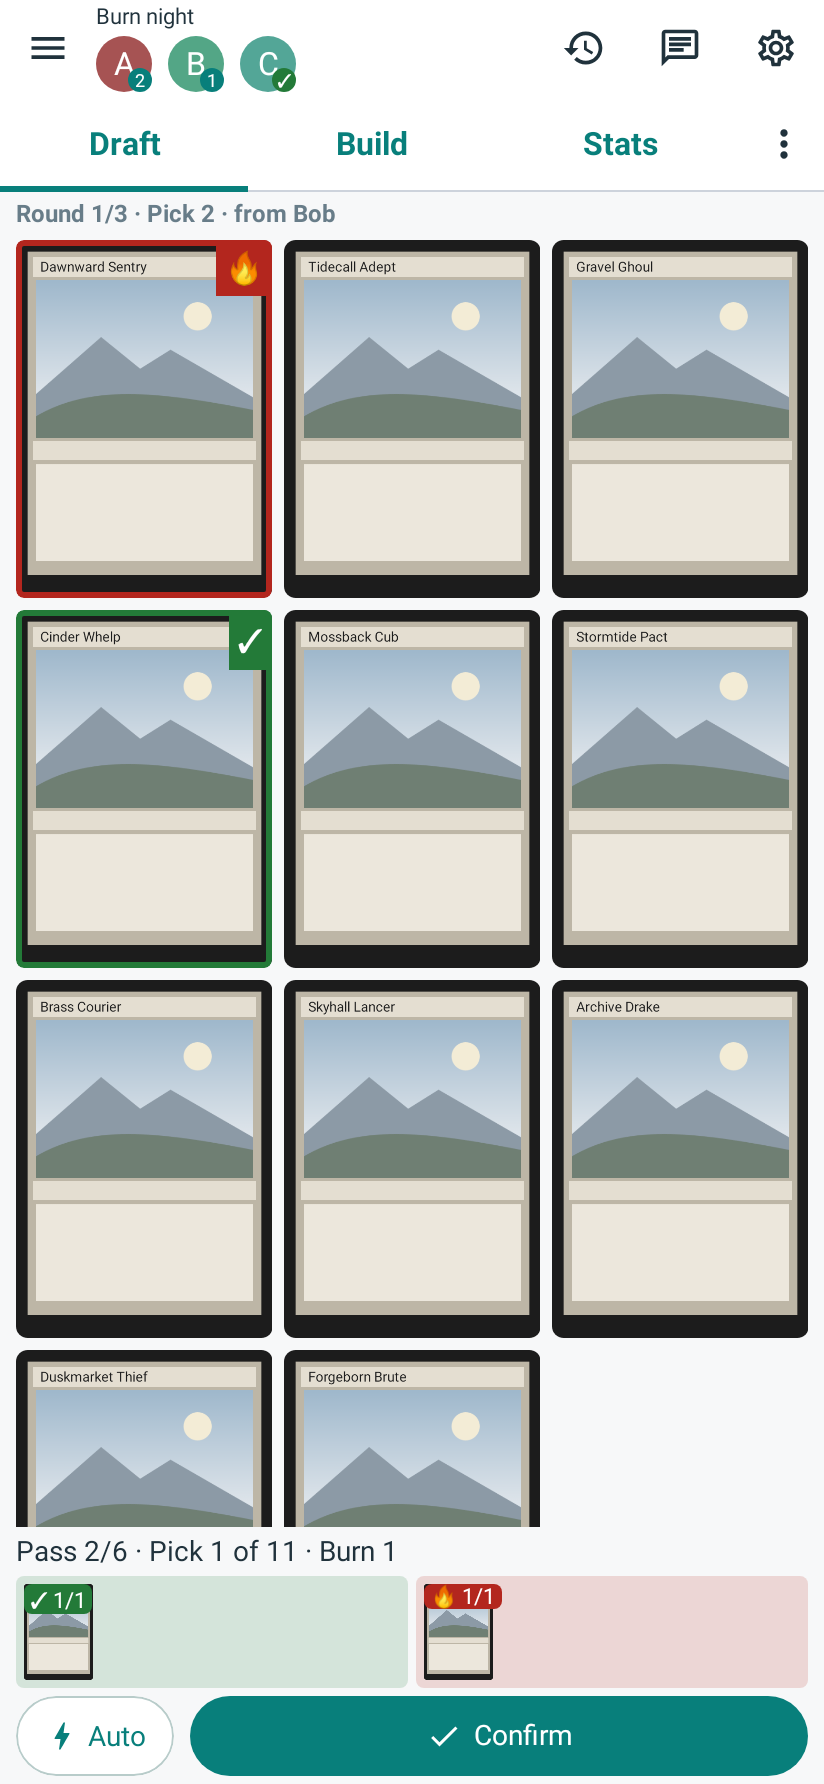 Burn night
A 2 B 1 C ✓
Draft Build Stats
Round 1/3 · Pick 2 · from Bob
Dawnward Sentry 🔥 Tidecall Adept Gravel Ghoul
Cinder Whelp ✓ Mossback Cub Stormtide Pact
Brass Courier Skyhall Lancer Archive Drake
Duskmarket Thief Forgeborn Brute
Pass 2/6 · Pick 1 of 11 · Burn 1
✓ 1/1 🔥 1/1
Auto ✓ Confirm